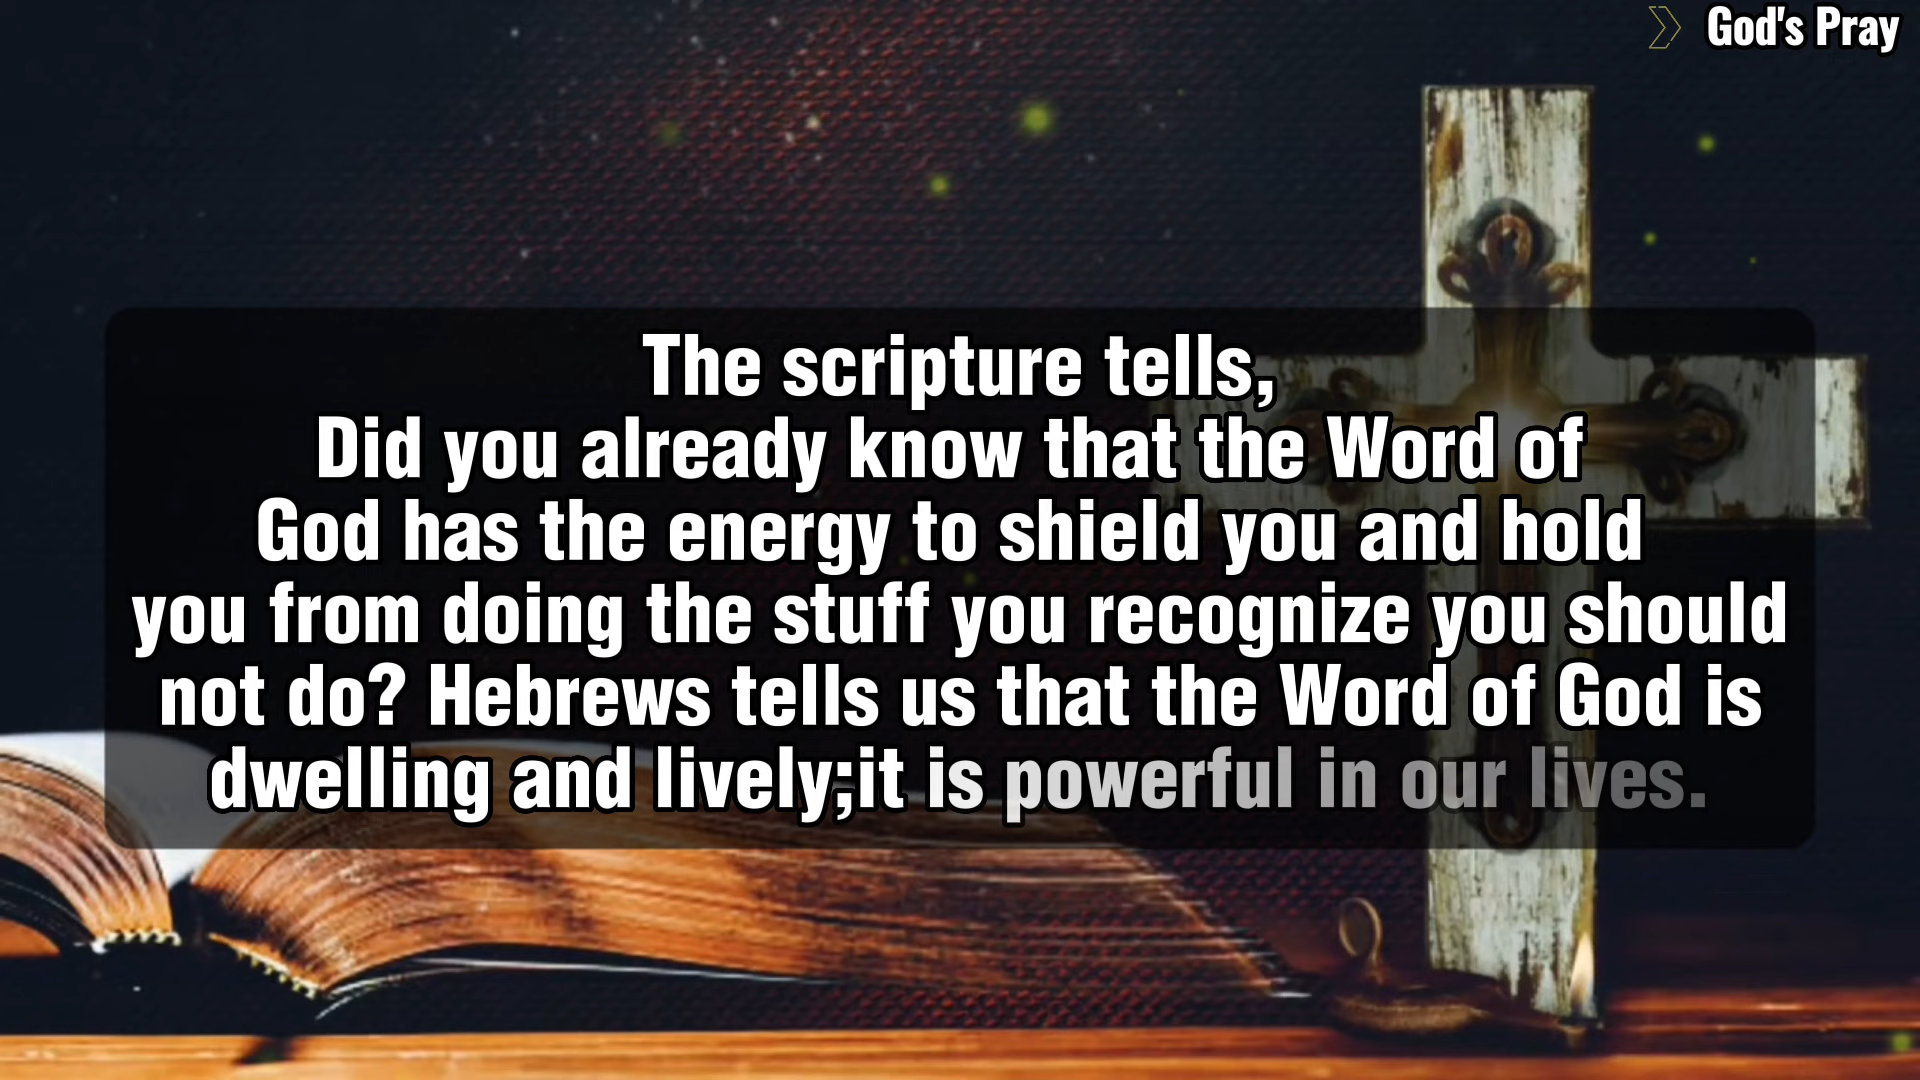 God's Pray
The scripture tells,
Did you already know that the Word of
God has the energy to shield you and hold
you from doing the stuff you recognize you should
not do? Hebrews tells us that the Word of God is
dwelling and lively;it is powerful in our lives.